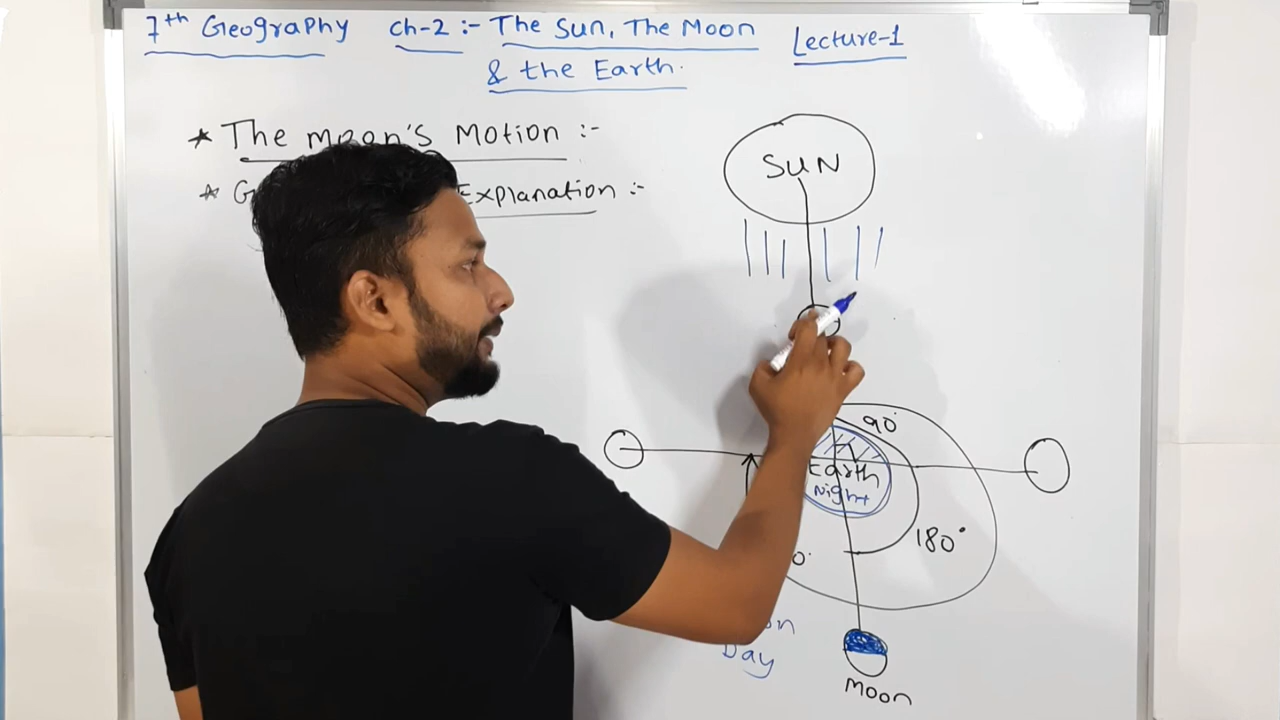 7th Geography Ch-2 :- The Sun, The Moon Lecture-1
& the Earth.
* The moon's Motion :-
* Explanation :-
SUN
90°
Earth
Night
180°
Day
Moon